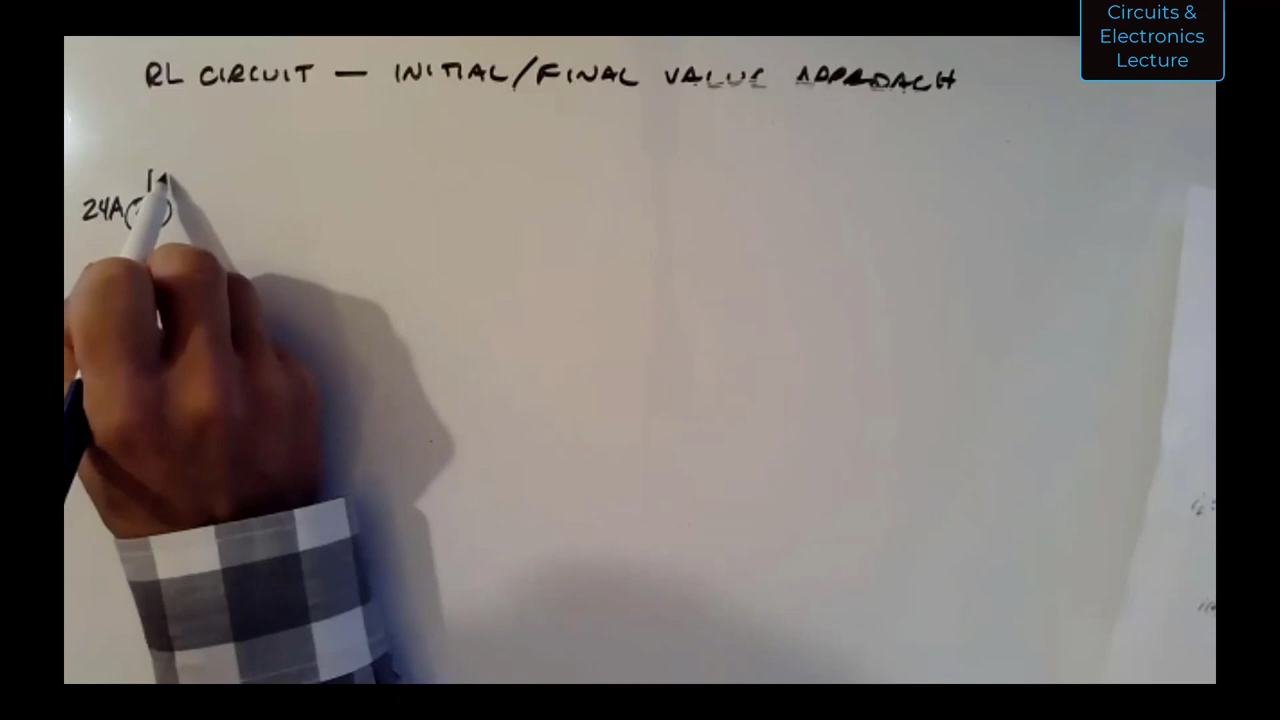 Circuits &
Electronics
Lecture
RL CIRCUIT — INITIAL/FINAL VALUE APPROACH
24A